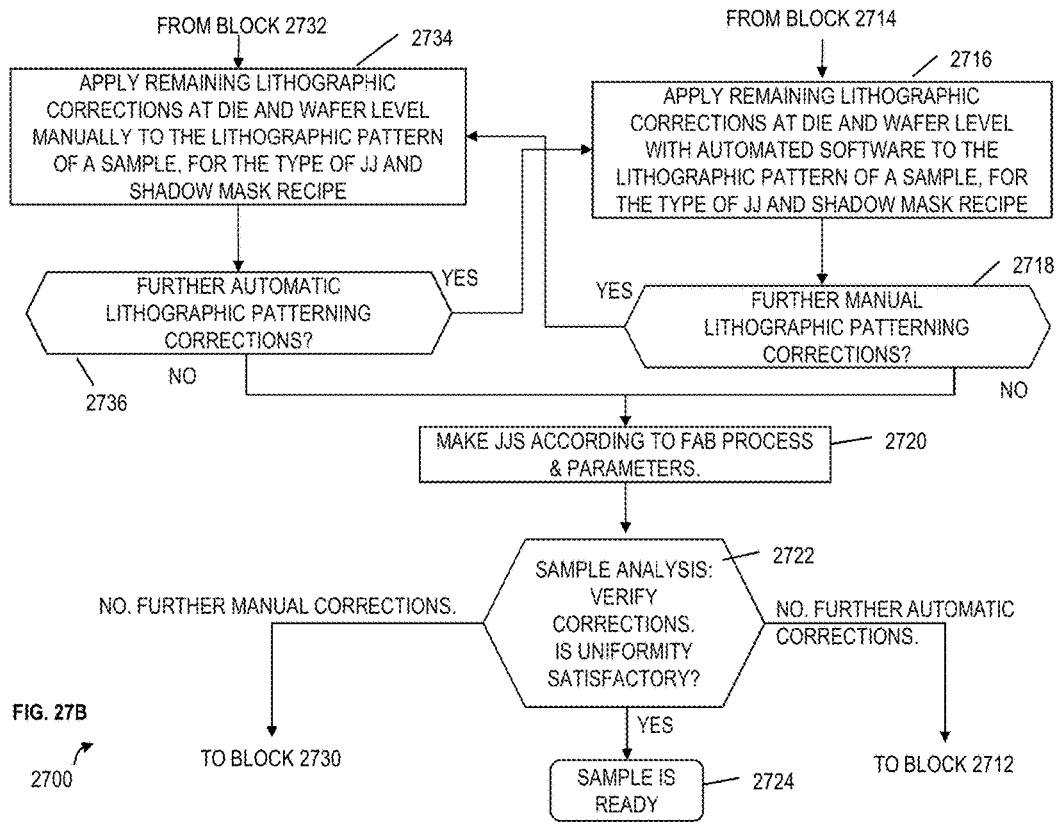 FROM BLOCK 2732
2734
APPLY REMAINING LITHOGRAPHIC
CORRECTIONS AT DIE AND WAFER LEVEL
MANUALLY TO THE LITHOGRAPHIC PATTERN
OF A SAMPLE, FOR THE TYPE OF JJ AND
SHADOW MASK RECIPE
FROM BLOCK 2714
2716
APPLY REMAINING LITHOGRAPHIC
CORRECTIONS AT DIE AND WAFER LEVEL
WITH AUTOMATED SOFTWARE TO THE
LITHOGRAPHIC PATTERN OF A SAMPLE, FOR
THE TYPE OF JJ AND SHADOW MASK RECIPE
FURTHER AUTOMATIC
LITHOGRAPHIC PATTERNING
CORRECTIONS?
YES
NO
2736
YES
2718
FURTHER MANUAL
LITHOGRAPHIC PATTERNING
CORRECTIONS?
NO
MAKE JJS ACCORDING TO FAB PROCESS
& PARAMETERS.
2720
SAMPLE ANALYSIS:
VERIFY
CORRECTIONS.
IS UNIFORMITY
SATISFACTORY?
2722
NO. FURTHER MANUAL CORRECTIONS.
NO. FURTHER AUTOMATIC
CORRECTIONS.
YES
TO BLOCK 2730
TO BLOCK 2712
SAMPLE IS
READY
2724
FIG. 27B
2700